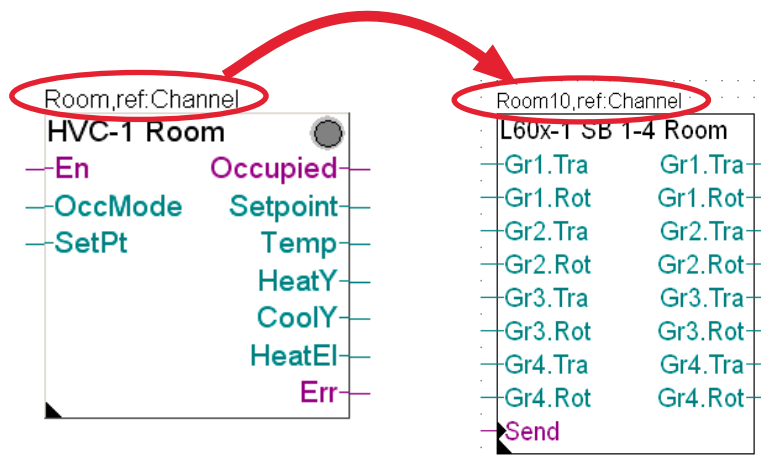 Room,ref:Channel
HVC-1 Room
En Occupied
OccMode Setpoint
SetPt Temp
HeatY
CoolY
HeatEl
Err
Room10,ref:Channel
L60x-1 SB 1-4 Room
Gr1.Tra Gr1.Tra
Gr1.Rot Gr1.Rot
Gr2.Tra Gr2.Tra
Gr2.Rot Gr2.Rot
Gr3.Tra Gr3.Tra
Gr3.Rot Gr3.Rot
Gr4.Tra Gr4.Tra
Gr4.Rot Gr4.Rot
Send